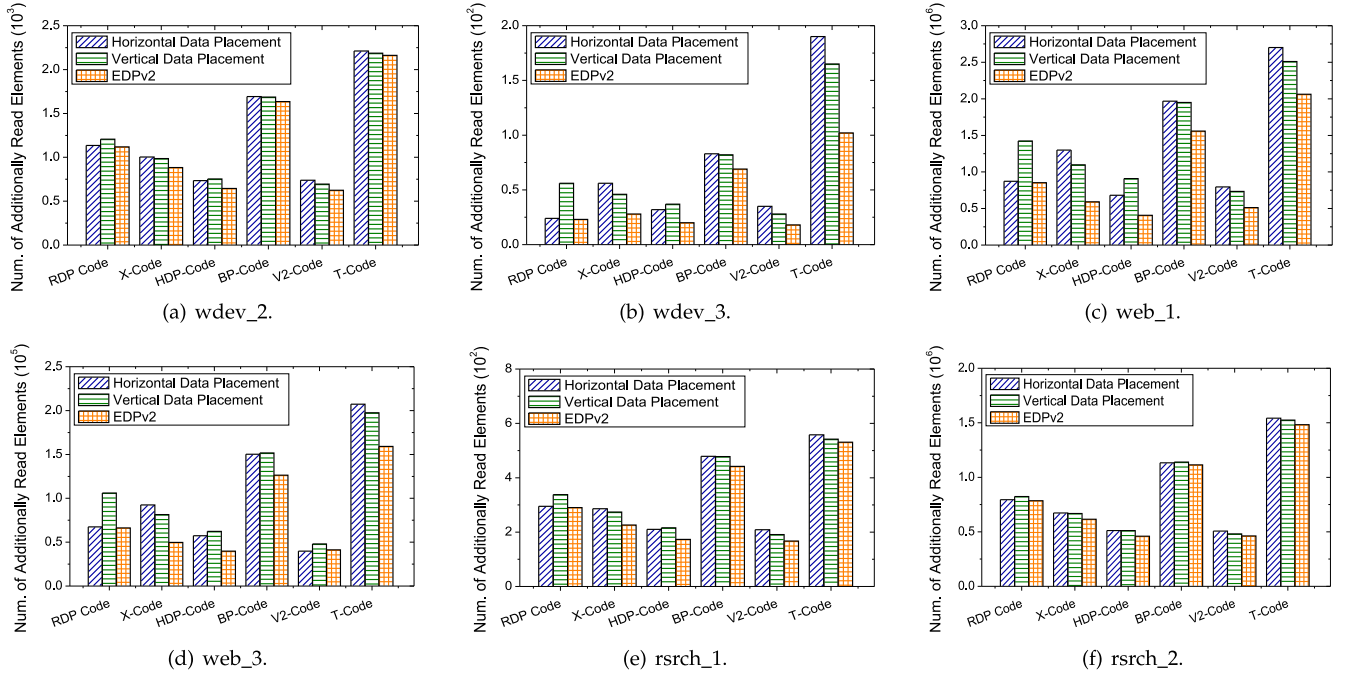 Num. of Additionally Read Elements (10³)
2.5
2.0
1.5
1.0
0.5
0.0
Horizontal Data Placement
Vertical Data Placement
EDPv2
RDP Code
X-Code
HDP-Code
BP-Code
V2-Code
T-Code
(a) wdev_2.
Num. of Additionally Read Elements (10²)
2.0
1.5
1.0
0.5
0.0
Horizontal Data Placement
Vertical Data Placement
EDPv2
RDP Code
X-Code
HDP-Code
BP-Code
V2-Code
T-Code
(b) wdev_3.
Num. of Additionally Read Elements (10⁶)
3.0
2.5
2.0
1.5
1.0
0.5
0.0
Horizontal Data Placement
Vertical Data Placement
EDPv2
RDP Code
X-Code
HDP-Code
BP-Code
V2-Code
T-Code
(c) web_1.
Num. of Additionally Read Elements (10⁵)
2.5
2.0
1.5
1.0
0.5
0.0
Horizontal Data Placement
Vertical Data Placement
EDPv2
RDP Code
X-Code
HDP-Code
BP-Code
V2-Code
T-Code
(d) web_3.
Num. of Additionally Read Elements (10²)
8
6
4
2
0
Horizontal Data Placement
Vertical Data Placement
EDPv2
RDP Code
X-Code
HDP-Code
BP-Code
V2-Code
T-Code
(e) rsrch_1.
Num. of Additionally Read Elements (10⁶)
2.0
1.5
1.0
0.5
0.0
Horizontal Data Placement
Vertical Data Placement
EDPv2
RDP Code
X-Code
HDP-Code
BP-Code
V2-Code
T-Code
(f) rsrch_2.